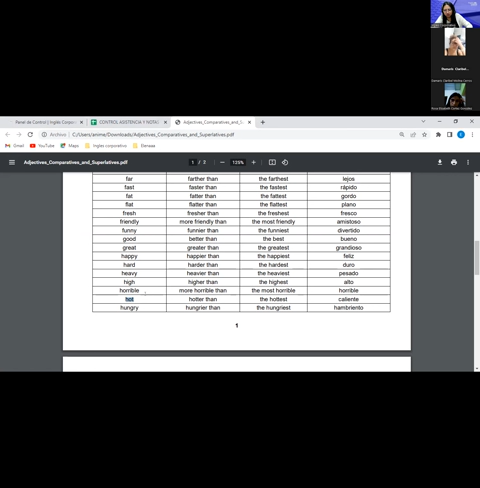 Panel de Control | Inglés Corpor
CONTROL ASISTENCIA Y NOTA
Adjectives_Comparatives_and_Su
Archivo | C:/Users/anime/Downloads/Adjectives_Comparatives_and_Superlatives.pdf
Gmail YouTube Maps Ingles corporativo
Adjectives_Comparatives_and_Superlatives.pdf 1 / 2 125%
far farther than the farthest lejos
fast faster than the fastest rápido
fat fatter than the fattest gordo
flat flatter than the flattest plano
fresh fresher than the freshest fresco
friendly more friendly than the most friendly amistoso
funny funnier than the funniest divertido
good better than the best bueno
great greater than the greatest grandioso
happy happier than the happiest feliz
hard harder than the hardest duro
heavy heavier than the heaviest pesado
high higher than the highest alto
horrible more horrible than the most horrible horrible
hot hotter than the hottest caliente
hungry hungrier than the hungriest hambriento
1